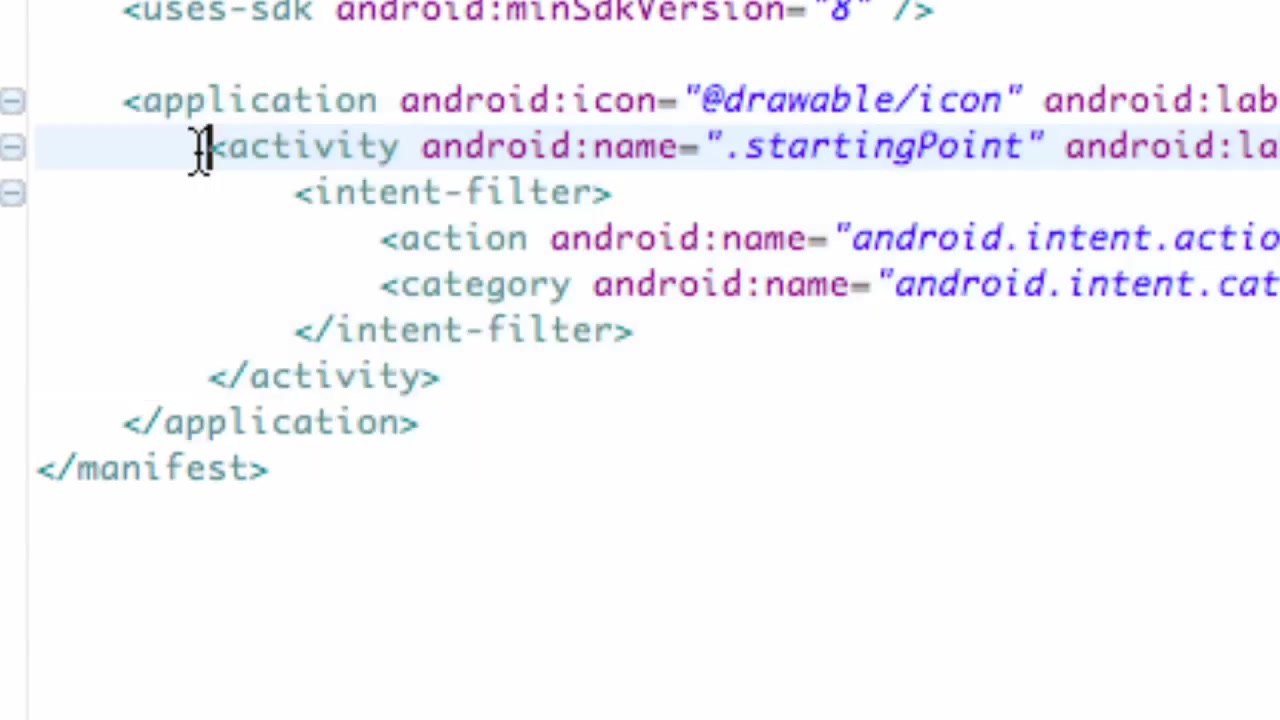 <uses-sdk android:minSdkVersion="8" />
<application android:icon="@drawable/icon" android:lab
<activity android:name=".startingPoint" android:la
<intent-filter>
<action android:name="android.intent.actio
<category android:name="android.intent.cat
</intent-filter>
</activity>
</application>
</manifest>